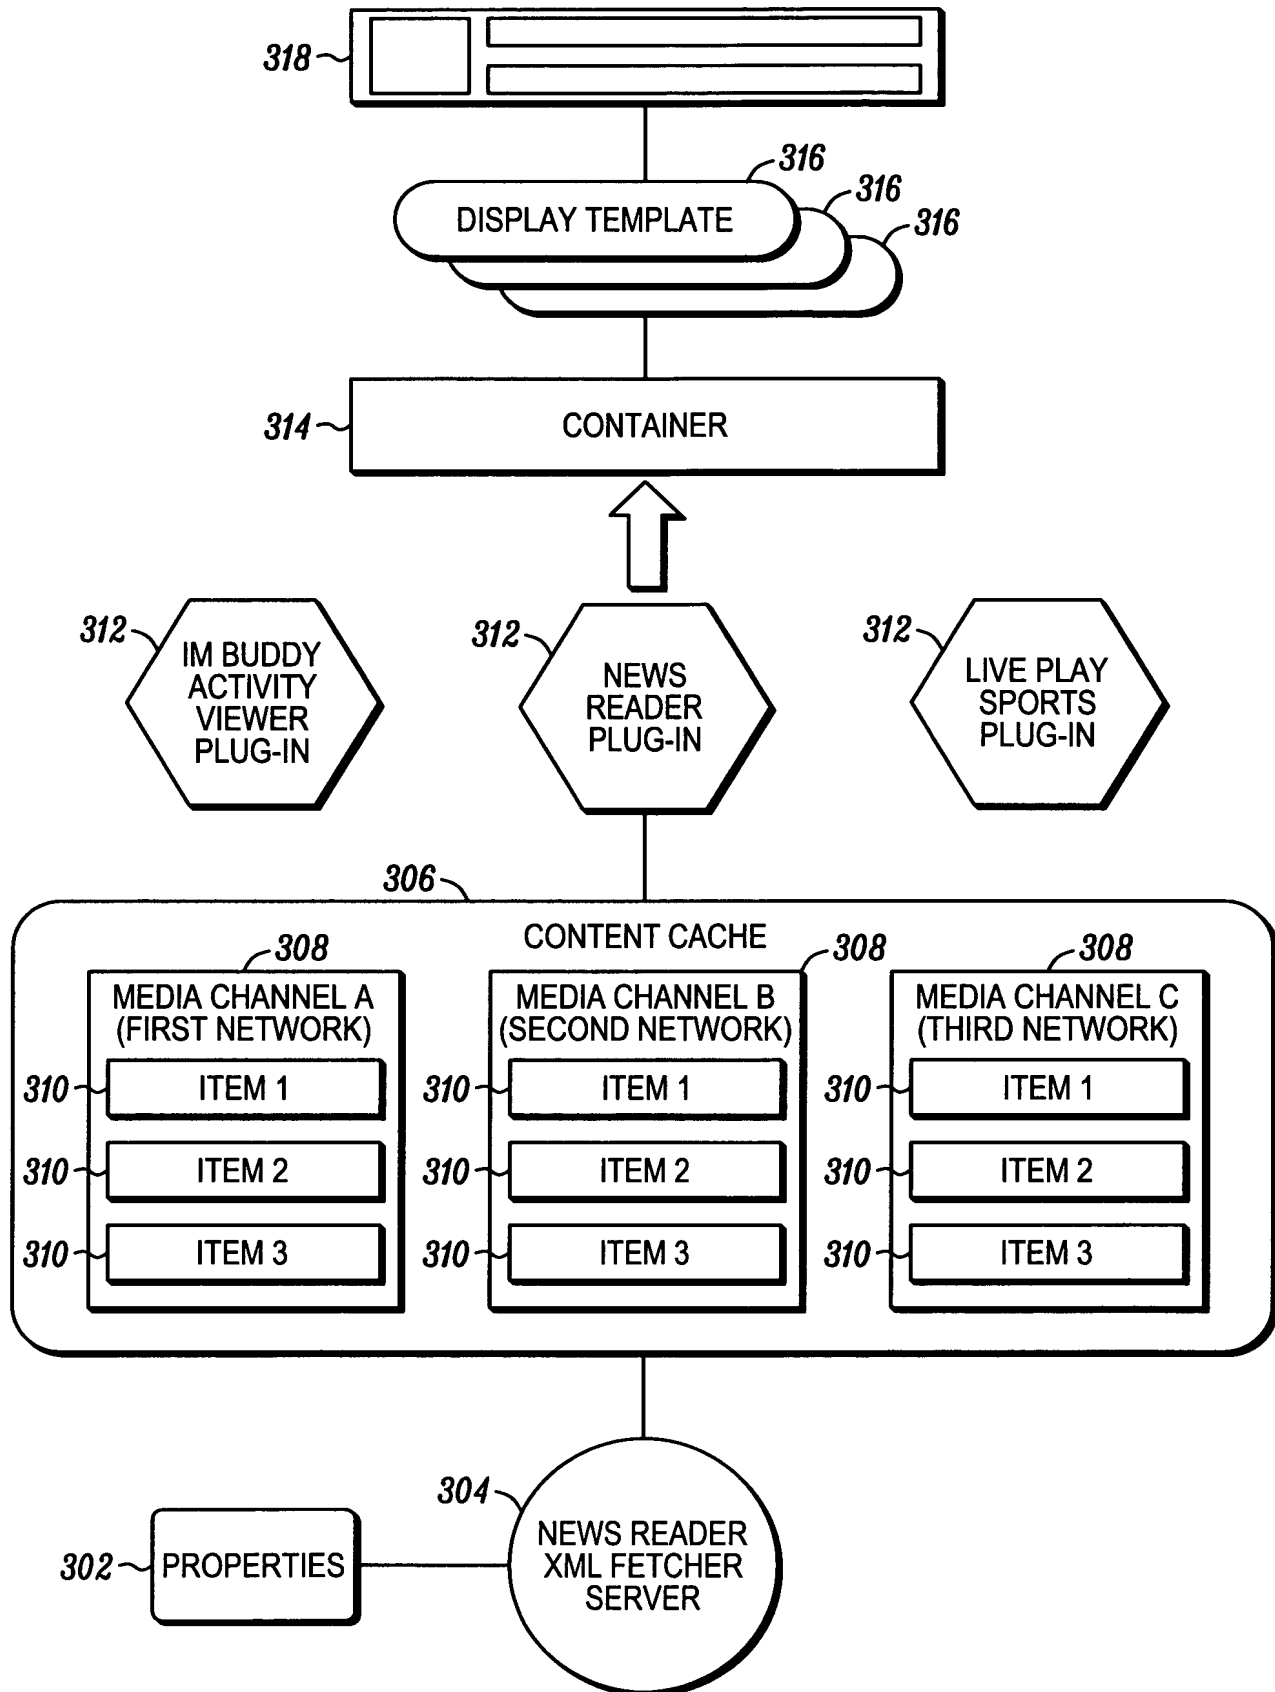 318
316
316
316
DISPLAY TEMPLATE
314
CONTAINER
312
IM BUDDY
ACTIVITY
VIEWER
PLUG-IN
312
NEWS
READER
PLUG-IN
312
LIVE PLAY
SPORTS
PLUG-IN
306
CONTENT CACHE
308
MEDIA CHANNEL A
(FIRST NETWORK)
310
ITEM 1
310
ITEM 2
310
ITEM 3
308
MEDIA CHANNEL B
(SECOND NETWORK)
310
ITEM 1
310
ITEM 2
310
ITEM 3
308
MEDIA CHANNEL C
(THIRD NETWORK)
310
ITEM 1
310
ITEM 2
310
ITEM 3
304
NEWS READER
XML FETCHER
SERVER
302
PROPERTIES